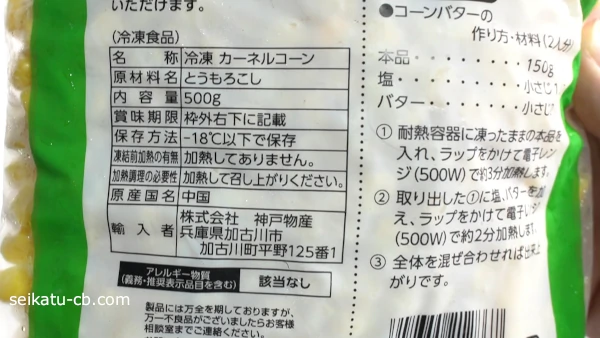 いただけます。
(冷凍食品)
名 称 冷凍 カーネルコーン
原材料名 とうもろこし
内容量 500g
賞味期限 枠外右下に記載
保存方法 -18℃以下で保存
凍結前加熱の有無 加熱してありません。
加熱調理の必要性 加熱して召し上がりください。
原産国名 中国
輸入者 株式会社 神戸物産
兵庫県加古川市
加古川町平野125番1
アレルギー物質
(義務・推奨表示品目を含む) 該当なし
製品には万全を期しておりますが、
万一不良品がございましたらお客様
相談室までご連絡ください。
●コーンバターの
作り方・材料(2人分)
本品・・・・・・・・150g
塩・・・・・・・・小さじ
バター・・・・・・小さじ
① 耐熱容器に凍ったままの本品を
入れ、ラップをかけて電子レン
ジ(500W)で約3分加熱します。
② 取り出した①に塩、バターを加
え、ラップをかけて電子レンジ
(500W)で約2分加熱します。
③ 全体を混ぜ合わせれば出来上
がりです。
seikatu-cb.com